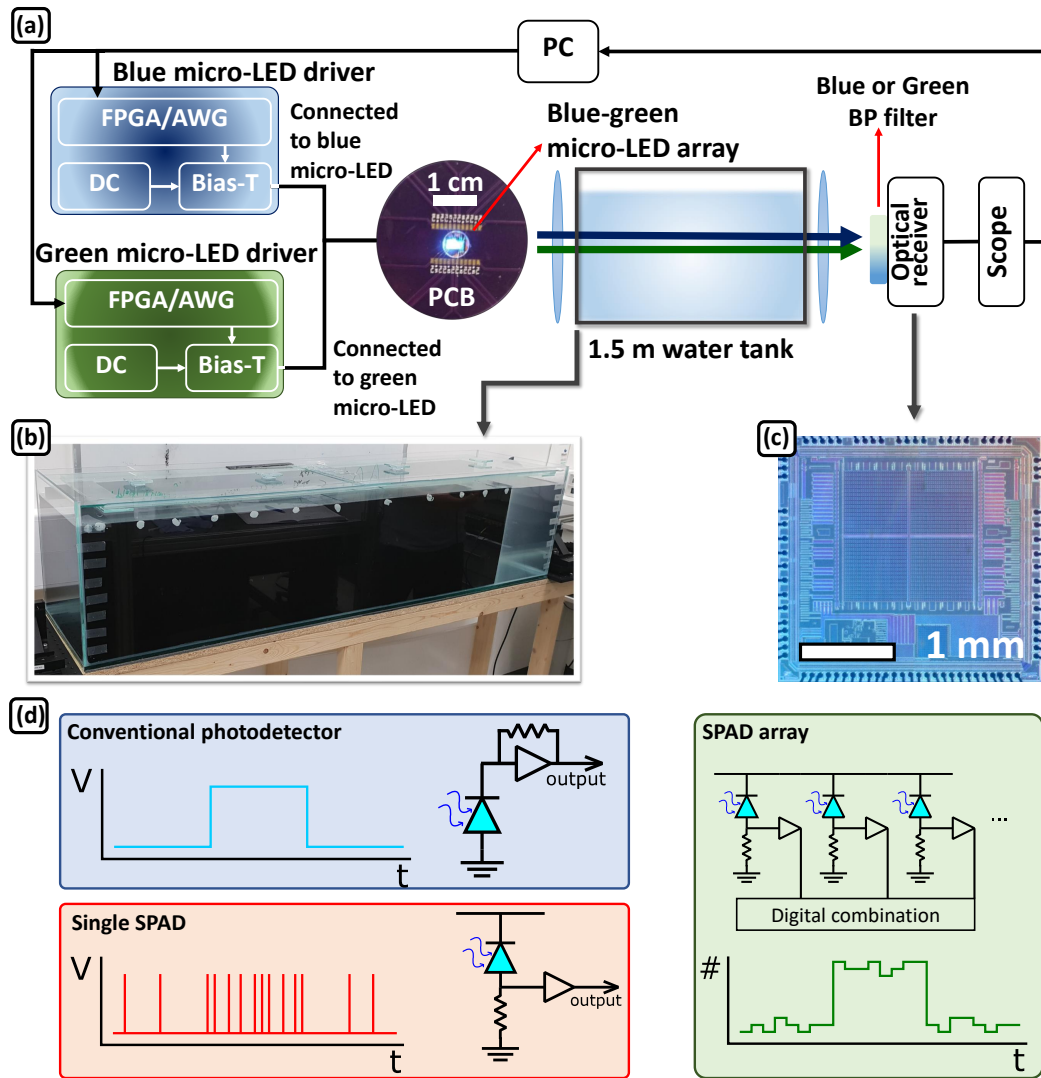 (a)
PC
Blue micro-LED driver
FPGA/AWG
DC
Bias-T
Connected
to blue
micro-LED
Green micro-LED driver
FPGA/AWG
DC
Bias-T
Connected
to green
micro-LED
1 cm
PCB
Blue-green
micro-LED array
1.5 m water tank
Blue or Green
BP filter
Optical
receiver
Scope
(b)
(c)
1 mm
(d)
Conventional photodetector
V
t
output
Single SPAD
V
t
output
SPAD array
...
Digital combination
#
t